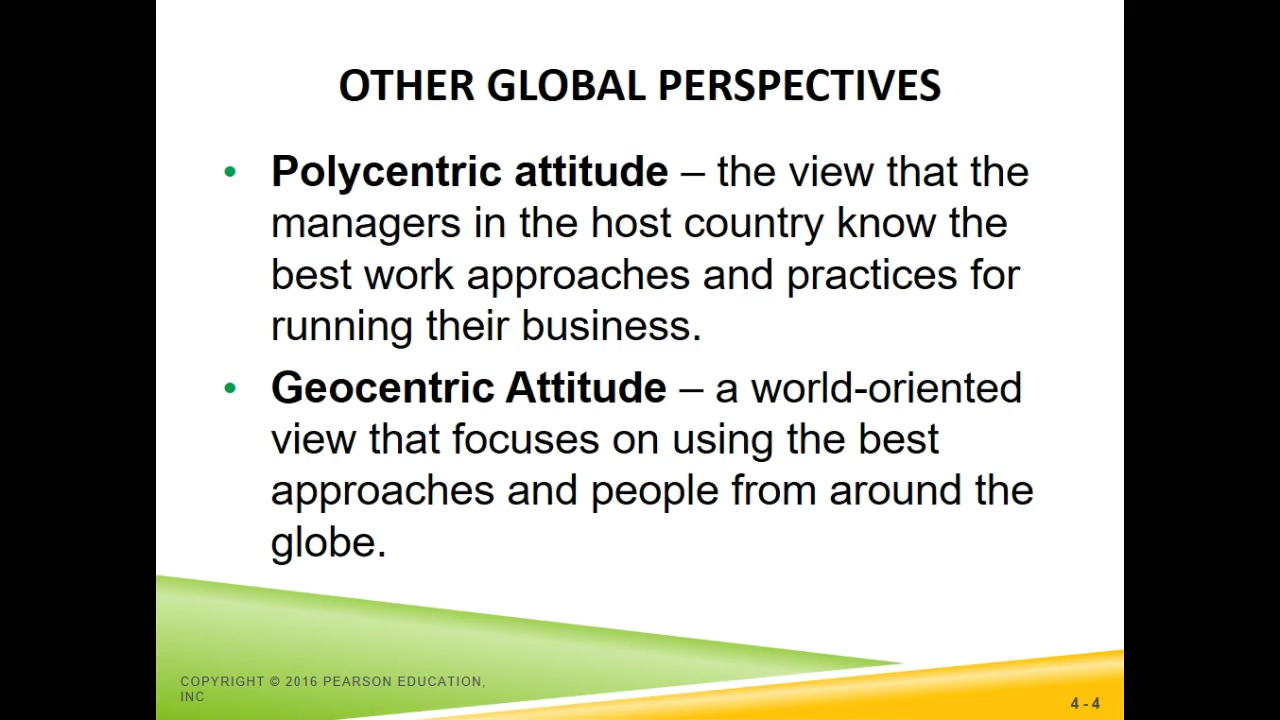 OTHER GLOBAL PERSPECTIVES
• Polycentric attitude – the view that the
managers in the host country know the
best work approaches and practices for
running their business.
• Geocentric Attitude – a world-oriented
view that focuses on using the best
approaches and people from around the
globe.
COPYRIGHT © 2016 PEARSON EDUCATION,
INC
4 - 4